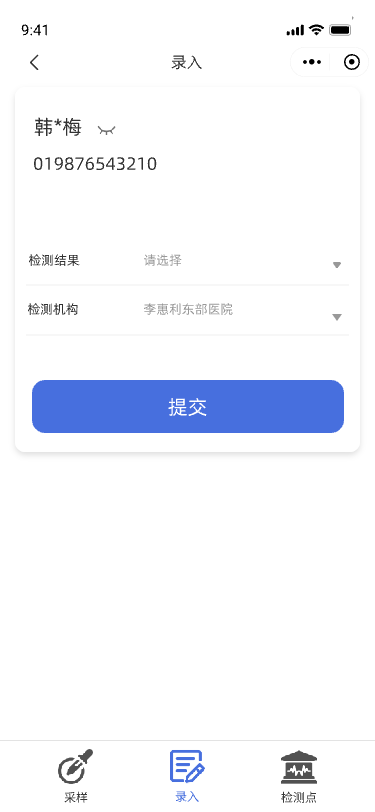 9:41
录入
韩*梅
019876543210
检测结果 请选择
检测机构 李惠利东部医院
提交
采样 录入 检测点